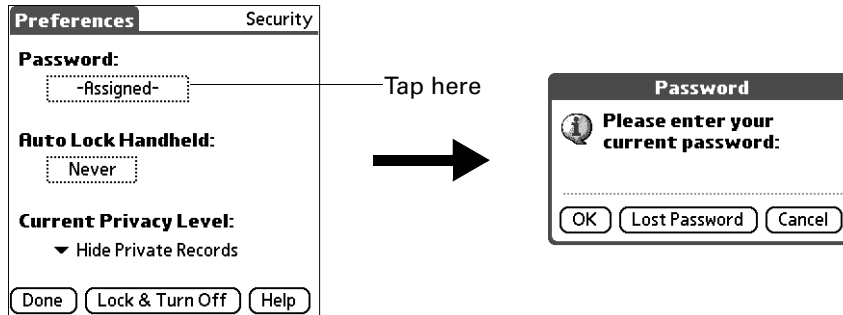 Preferences Security
Password:
-Assigned-
Tap here
Auto Lock Handheld:
Never
Current Privacy Level:
Hide Private Records
Done Lock & Turn Off Help
Password
Please enter your
current password:
OK Lost Password Cancel